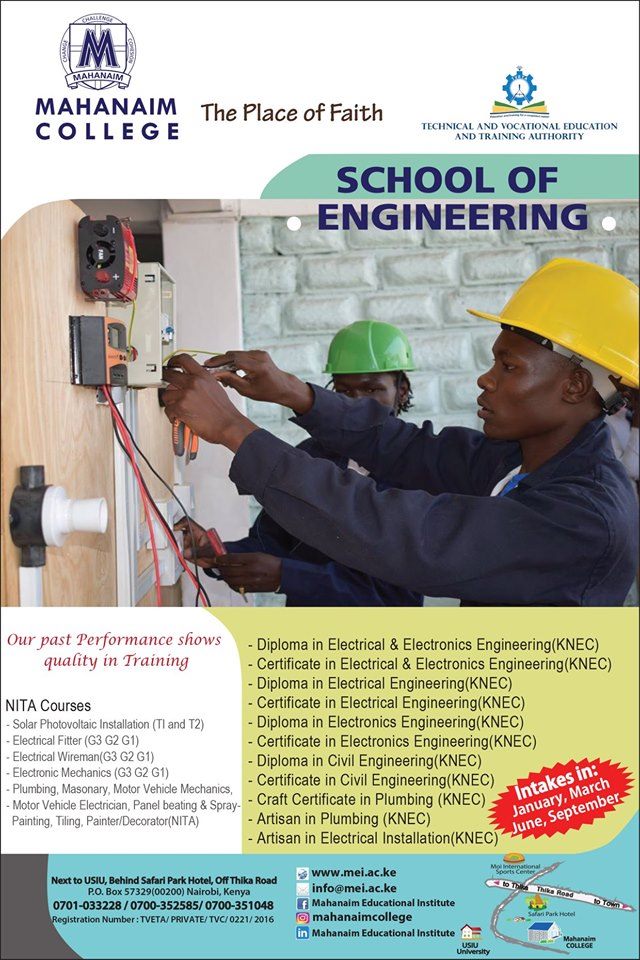 CHANGE
CHALLENGE
COHESION
M
MAHANAIM
MAHANAIM
COLLEGE
The Place of Faith
TECHNICAL AND VOCATIONAL EDUCATION
AND TRAINING AUTHORITY
SCHOOL OF
ENGINEERING
Our past Performance shows
quality in Training
NITA Courses
- Solar Photovoltaic Installation (TI and T2)
- Electrical Fitter (G3 G2 G1)
- Electrical Wireman(G3 G2 G1)
- Electronic Mechanics (G3 G2 G1)
- Plumbing, Masonary, Motor Vehicle Mechanics,
- Motor Vehicle Electrician, Panel beating & Spray-
Painting, Tiling, Painter/Decorator(NITA)
- Diploma in Electrical & Electronics Engineering(KNEC)
- Certificate in Electrical & Electronics Engineering(KNEC)
- Diploma in Electrical Engineering(KNEC)
- Certificate in Electrical Engineering(KNEC)
- Diploma in Electronics Engineering(KNEC)
- Certificate in Electronics Engineering(KNEC)
- Diploma in Civil Engineering(KNEC)
- Certificate in Civil Engineering(KNEC)
- Craft Certificate in Plumbing (KNEC)
- Artisan in Plumbing (KNEC)
- Artisan in Electrical Installation(KNEC)
Intakes in:
January, March
June, September
Next to USIU, Behind Safari Park Hotel, Off Thika Road
P.O. Box 57329(00200) Nairobi, Kenya
0701-033228 / 0700-352585/ 0700-351048
Registration Number : TVETA/ PRIVATE/ TVC/ 0221/ 2016
www.mei.ac.ke
info@mei.ac.ke
Mahanaim Educational Institute
mahanaimcollege
Mahanaim Educational Institute
Moi International
Sports Center
to Thika
Thika Road
to Town
Safari Park Hotel
USIU
University
Mahanaim
COLLEGE